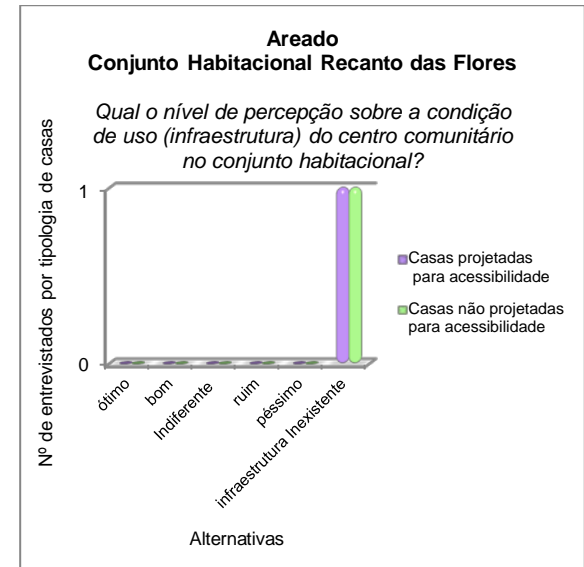 Areado
Conjunto Habitacional Recanto das Flores
Qual o nível de percepção sobre a condição
de uso (infraestrutura) do centro comunitário
no conjunto habitacional?
Nº de entrevistados por tipologia de casas
1
0
ótimo
bom
Indiferente
ruim
péssimo
infraestrutura Inexistente
Alternativas
Casas projetadas
para acessibilidade
Casas não projetadas
para acessibilidade